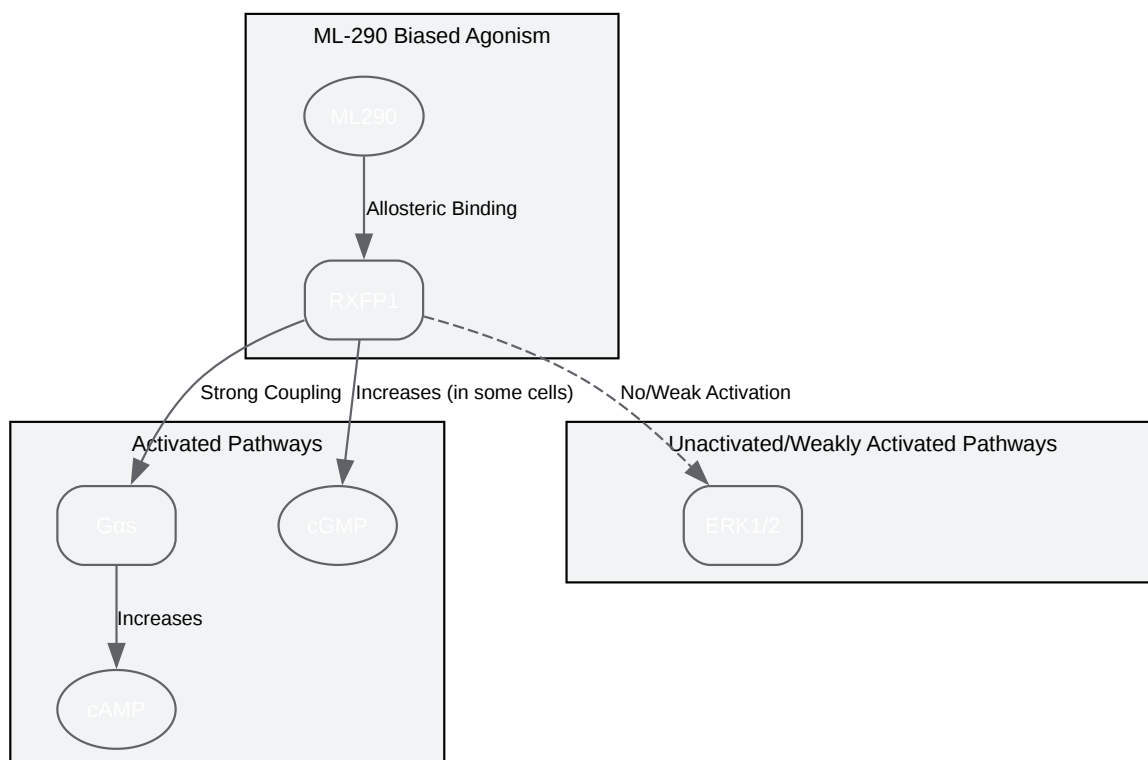 ML-290 Biased Agonism
ML290
Allosteric Binding
RXFP1
Strong Coupling
Increases (in some cells)
No/Weak Activation
Activated Pathways
Unactivated/Weakly Activated Pathways
Gαs
cGMP
ERK1/2
Increases
cAMP